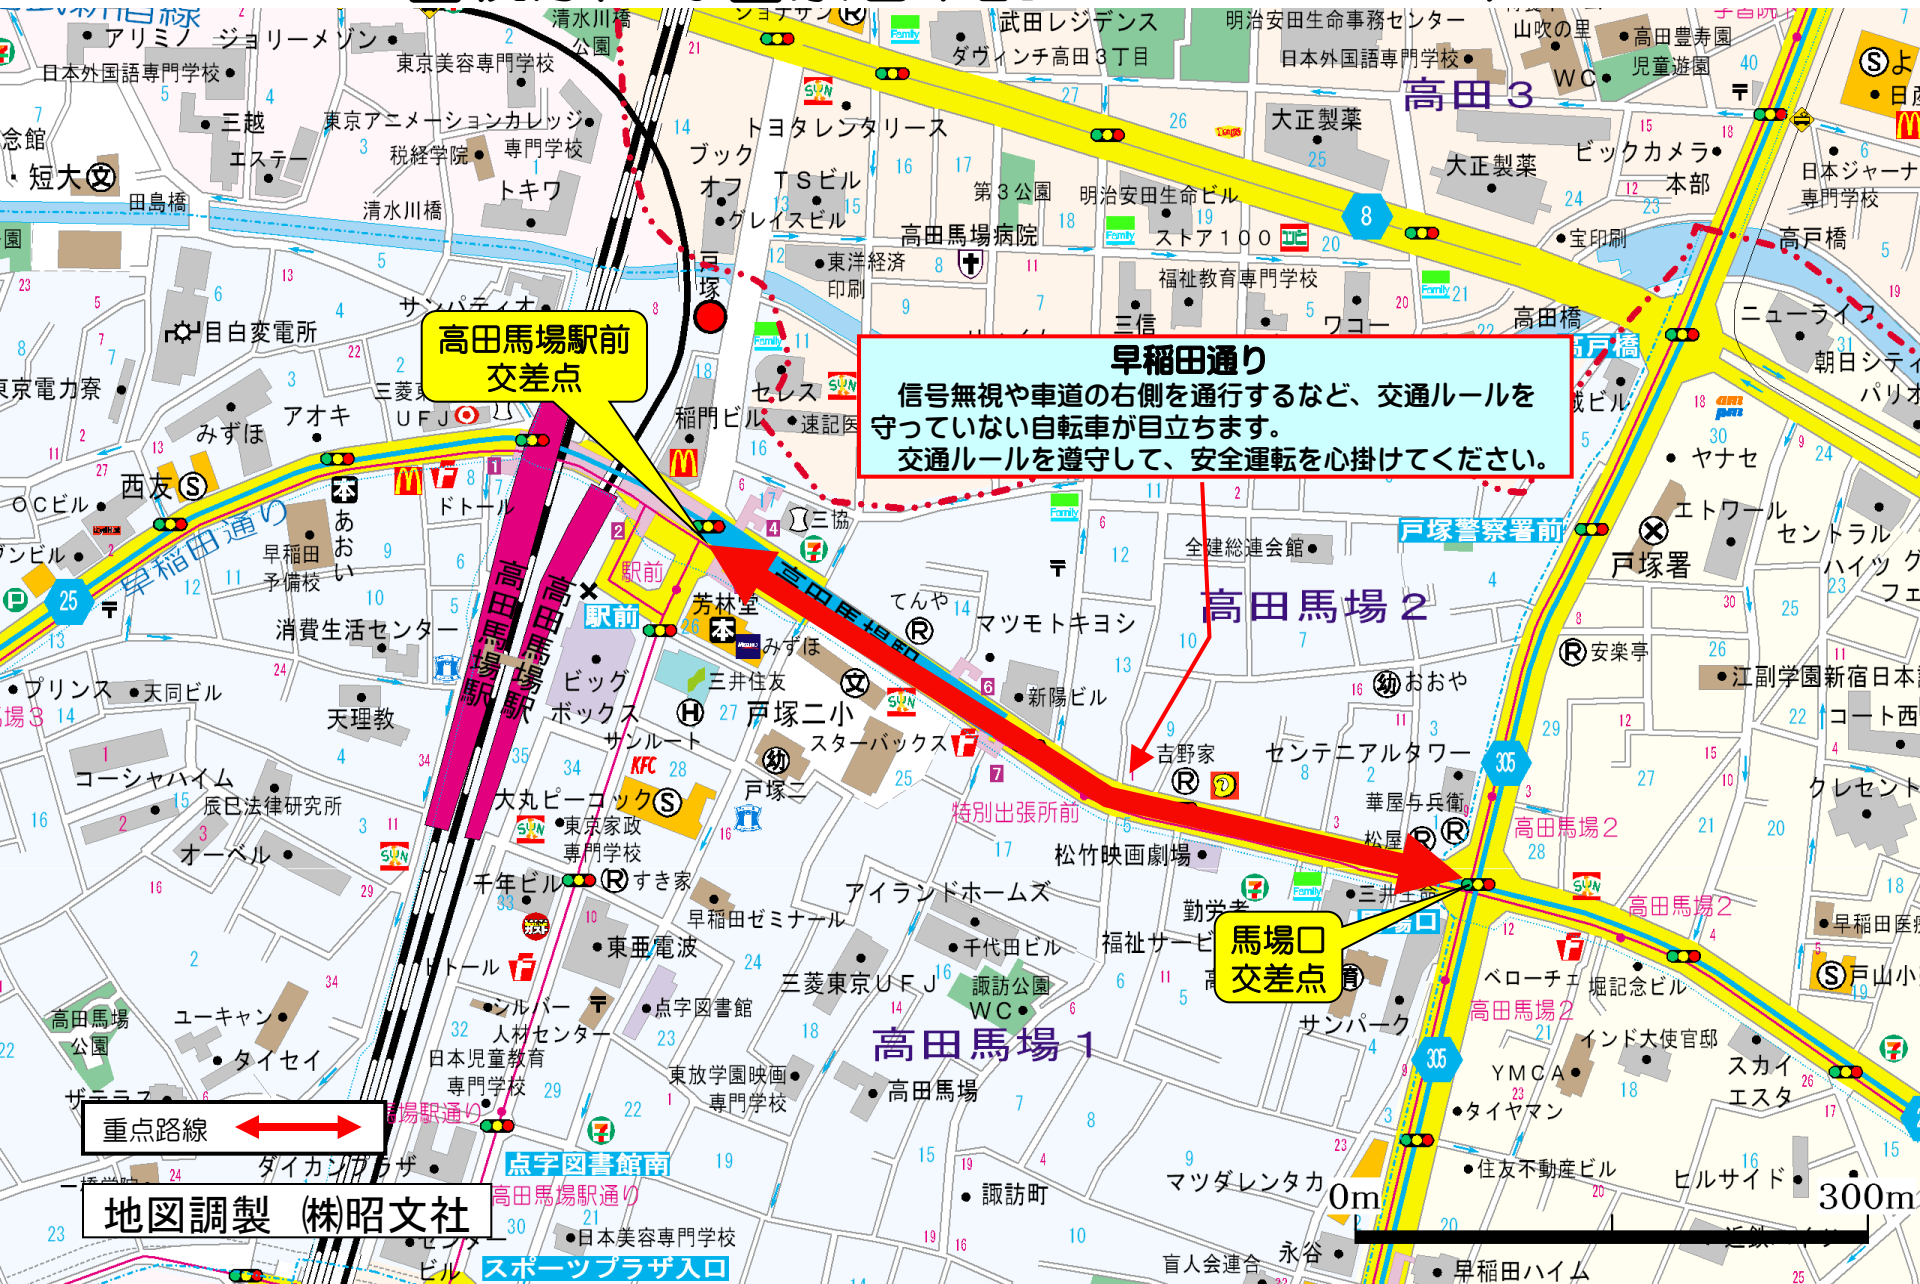 アリミノ
ジョリーメゾン
清水川橋
公園
武田レジデンス
明治安田生命事務センター
山吹の里
高田豊寿園
日本外国語専門学校
東京美容専門学校
ダヴィンチ高田3丁目
日本外国語専門学校
WC
児童遊園
高田3
三越
東京アニメーションカレッジ
専門学校
トヨタレンタリース
大正製薬
ビックカメラ
本部
エステー
税経学院
ブック
オフ
TSビル
第3公園
明治安田生命ビル
大正製薬
日本ジャーナ
専門学校
短大
田島橋
清水川橋
トキワ
グレイスビル
高田馬場病院
ストア100
宝印刷
高戸橋
戸塚
東洋経済
印刷
福祉教育専門学校
目白変電所
サンパティオ
三信
ワコー
高田橋
ニューライフ
高田馬場駅前
交差点
早稲田通り
信号無視や車道の右側を通行するなど、交通ルールを
守っていない自転車が目立ちます。
交通ルールを遵守して、安全運転を心掛けてください。
朝日シティ
パリオ
東京電力寮
みずほ
アオキ
UFJ
セレス
稲門ビル
ヤナセ
西友
OCビル
ドトール
三協
あおい
早稲田
予備校
早稲田通り
全建総連会館
戸塚警察署前
エトワール
戸塚署
セントラル
ハイツ
高田馬場駅
高田馬場駅
高田馬場駅
駅前
駅前
芳林堂
みずほ
てんや
マツモトキヨシ
高田馬場2
消費生活センター
安楽亭
プリンス
天同ビル
天理教
ビッグ
ボックス
三井住友
戸塚二小
新陽ビル
おおや
江副学園新宿日本語
コート西
サンルート
スターバックス
吉野家
センテニアルタワー
コーシャハイム
辰巳法律研究所
大丸ピーコック
戸塚二
特別出張所前
華屋与兵衛
クレセント
オーベル
東京家政
専門学校
松竹映画劇場
松屋
高田馬場2
千年ビル
すき家
早稲田ゼミナール
アイランドホームズ
三井生命
高田馬場2
早稲田医療
東亜電波
千代田ビル
馬場口
交差点
ドトール
三菱東京UFJ
諏訪公園
WC
ベローチェ
堀記念ビル
戸山小
高田馬場
公園
ユーキャン
タイセイ
シルバー
人材センター
点字図書館
高田馬場1
サンパーク
高田馬場2
インド大使官邸
スカイ
エスタ
日本児童教育
専門学校
東放学園映画
専門学校
高田馬場
YMCA
タイヤマン
重点路線
ダイカンプラザ
点字図書館南
高田馬場駅通り
諏訪町
マツダレンタカ
住友不動産ビル
ヒルサイド
地図調製 ㈱昭文社
0m
300m
日本美容専門学校
スポーツプラザ入口
盲人会連合
永谷
早稲田ハイム